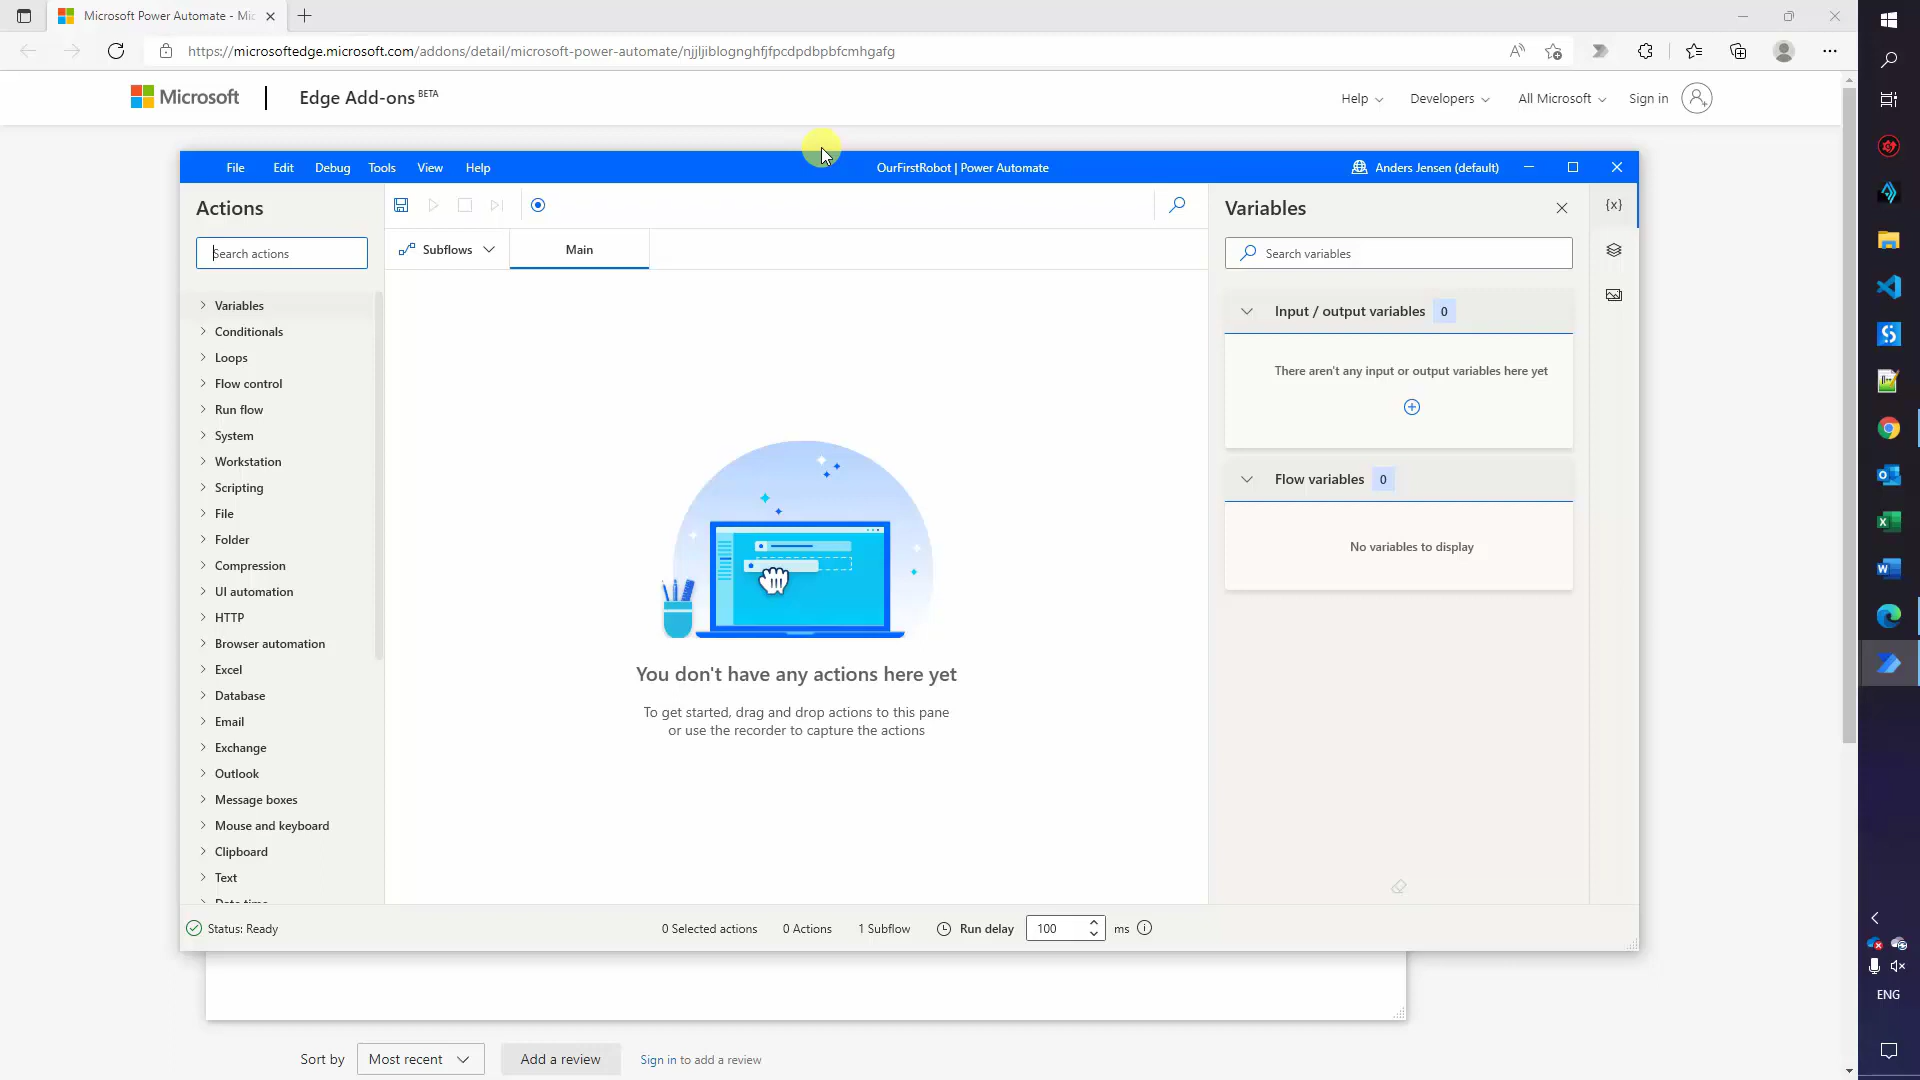 Microsoft Power Automate - Mic
https://microsoftedge.microsoft.com/addons/detail/microsoft-power-automate/njjljiblognghfjfpcdpdbpbfcmhgafg
Microsoft
Edge Add-ons BETA
Help
Developers
All Microsoft
Sign in
File
Edit
Debug
Tools
View
Help
OurFirstRobot | Power Automate
Anders Jensen (default)
Actions
Search actions
Variables
Conditionals
Loops
Flow control
Run flow
System
Workstation
Scripting
File
Folder
Compression
UI automation
HTTP
Browser automation
Excel
Database
Email
Exchange
Outlook
Message boxes
Mouse and keyboard
Clipboard
Text
Subflows
Main
You don't have any actions here yet
To get started, drag and drop actions to this pane
or use the recorder to capture the actions
Variables
{x}
Search variables
Input / output variables 0
There aren't any input or output variables here yet
Flow variables 0
No variables to display
Status: Ready
0 Selected actions
0 Actions
1 Subflow
Run delay
100
ms
Sort by
Most recent
Add a review
Sign in to add a review
ENG